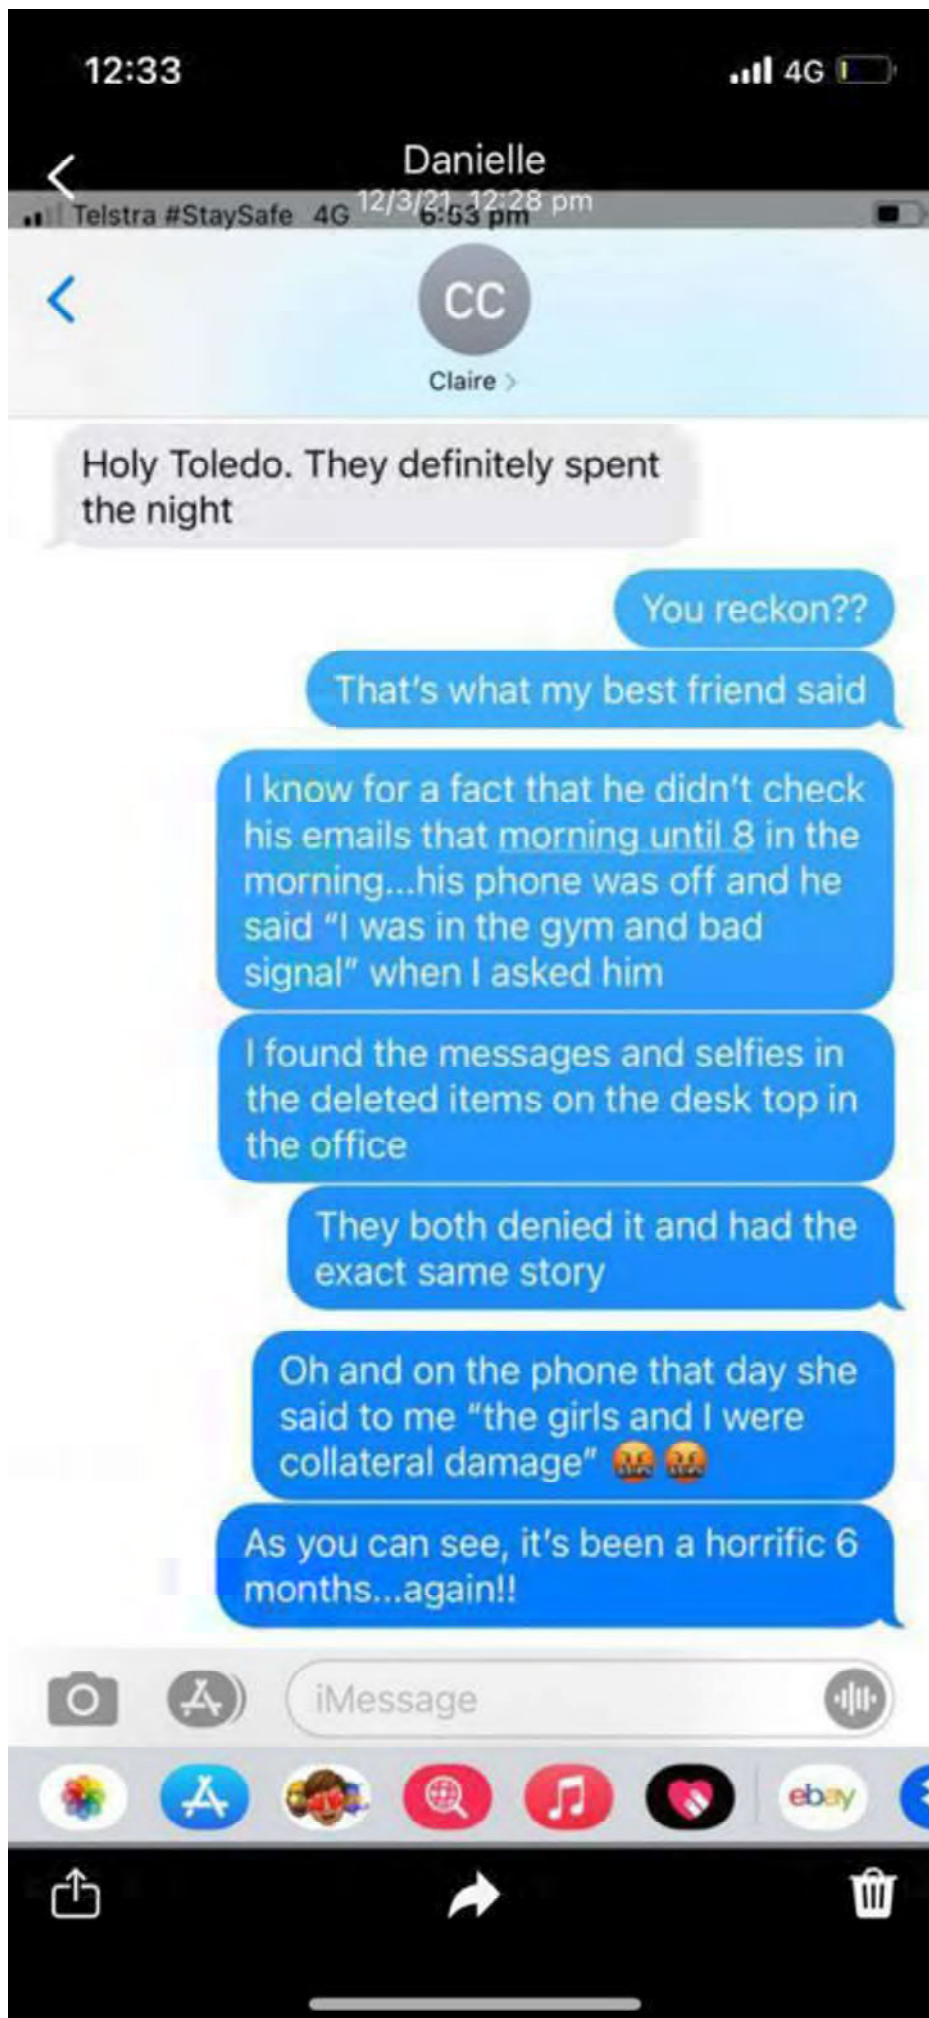 12:33
4G
Danielle
12/3/21, 12:28 pm
Telstra #StaySafe 4G
6:53 pm
CC
Claire
Holy Toledo. They definitely spent
the night
You reckon??
That's what my best friend said
I know for a fact that he didn't check
his emails that morning until 8 in the
morning...his phone was off and he
said “I was in the gym and bad
signal” when I asked him
I found the messages and selfies in
the deleted items on the desk top in
the office
They both denied it and had the
exact same story
Oh and on the phone that day she
said to me “the girls and I were
collateral damage” 🤬 🤬
As you can see, it's been a horrific 6
months...again!!
iMessage
ebay